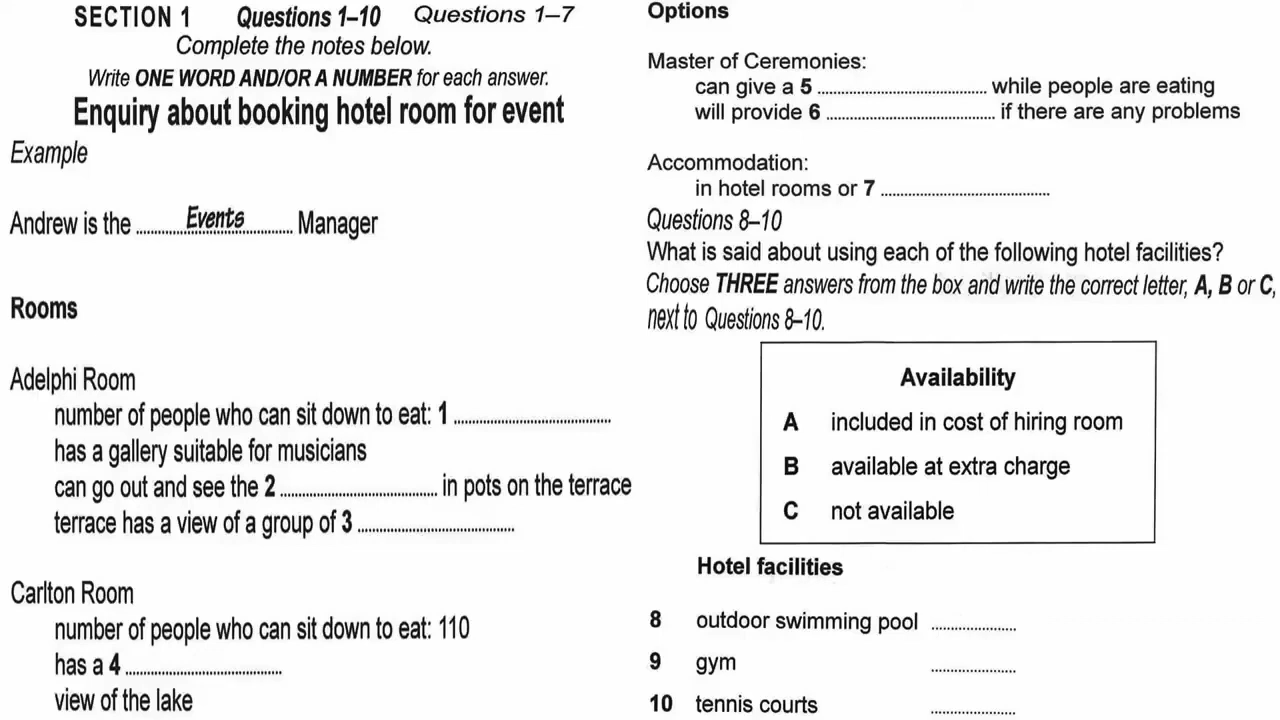 SECTION 1 Questions 1–10 Questions 1–7
Complete the notes below.
Write ONE WORD AND/OR A NUMBER for each answer.
Enquiry about booking hotel room for event
Example
Andrew is the ........Events........ Manager
Rooms
Adelphi Room
number of people who can sit down to eat: 1 ........................
has a gallery suitable for musicians
can go out and see the 2 ........................ in pots on the terrace
terrace has a view of a group of 3 ........................
Carlton Room
number of people who can sit down to eat: 110
has a 4 ........................
view of the lake
Options
Master of Ceremonies:
can give a 5 ........................ while people are eating
will provide 6 ........................ if there are any problems
Accommodation:
in hotel rooms or 7 ........................
Questions 8–10
What is said about using each of the following hotel facilities?
Choose THREE answers from the box and write the correct letter, A, B or C,
next to Questions 8–10.
Availability
A included in cost of hiring room
B available at extra charge
C not available
Hotel facilities
8 outdoor swimming pool ............
9 gym ............
10 tennis courts ............